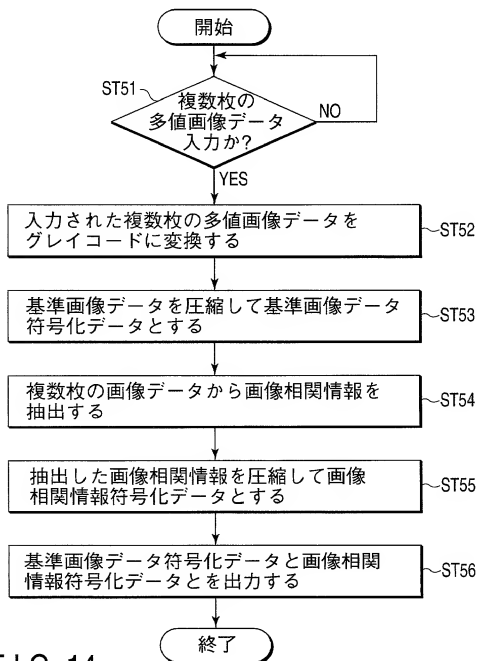 開始
ST51
複数枚の
多値画像データ
入力か?
NO
YES
入力された複数枚の多値画像データを
グレイコードに変換する
ST52
基準画像データを圧縮して基準画像データ
符号化データとする
ST53
複数枚の画像データから画像相関情報を
抽出する
ST54
抽出した画像相関情報を圧縮して画像
相関情報符号化データとする
ST55
基準画像データ符号化データと画像相関
情報符号化データとを出力する
ST56
終了